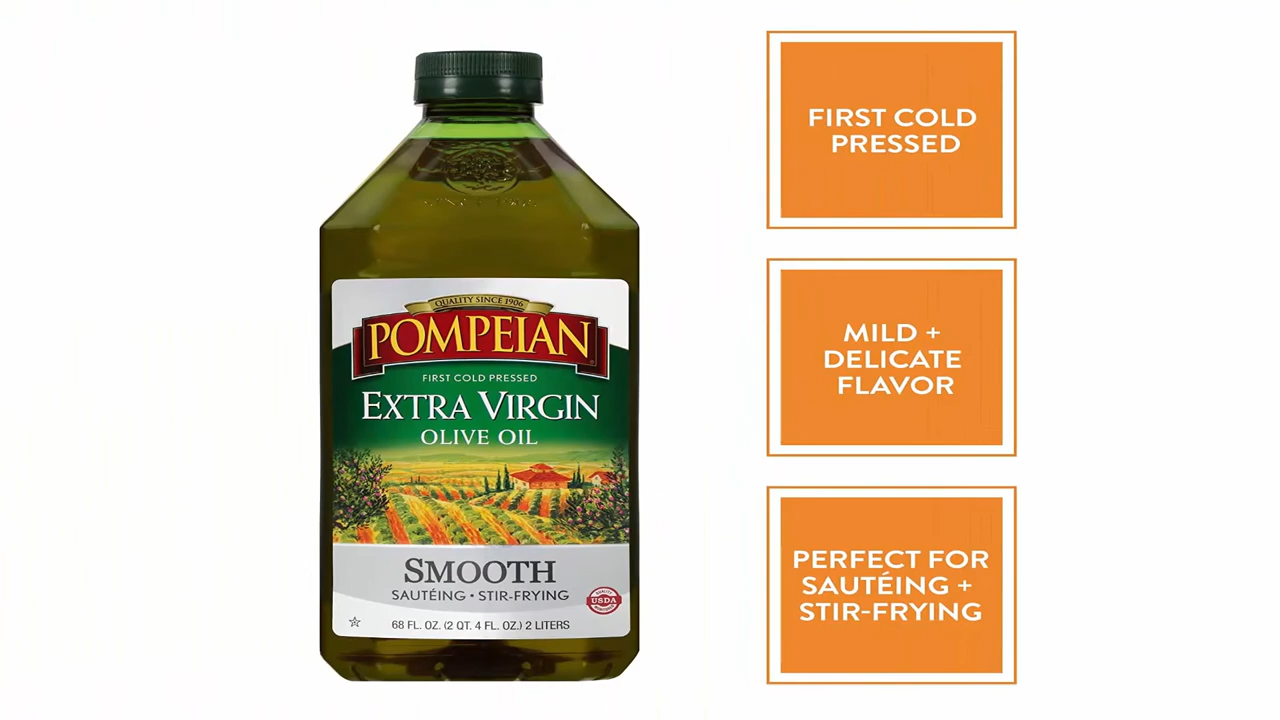 QUALITY SINCE 1906
POMPEIAN
FIRST COLD PRESSED
EXTRA VIRGIN
OLIVE OIL
SMOOTH
SAUTÉING • STIR-FRYING
USDA
68 FL. OZ. (2 QT. 4 FL. OZ.) 2 LITERS
FIRST COLD
PRESSED
MILD +
DELICATE
FLAVOR
PERFECT FOR
SAUTÉING +
STIR-FRYING